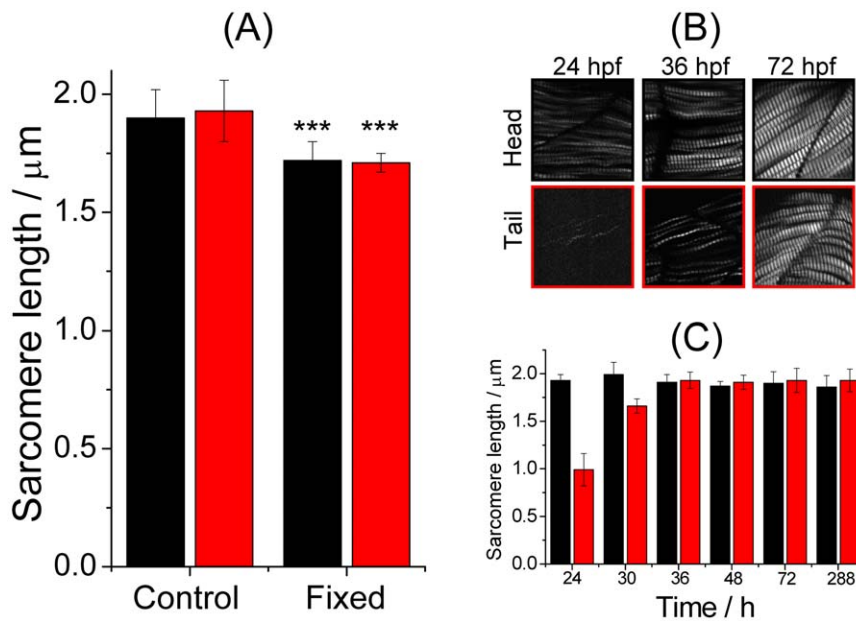 (A)
Sarcomere length / μm
2.0
1.5
1.0
0.5
0.0
*** ***
Control Fixed
(B)
24 hpf 36 hpf 72 hpf
Head
Tail
(C)
Sarcomere length / μm
2.0
1.5
1.0
0.5
0.0
24 30 36 48 72 288
Time / h